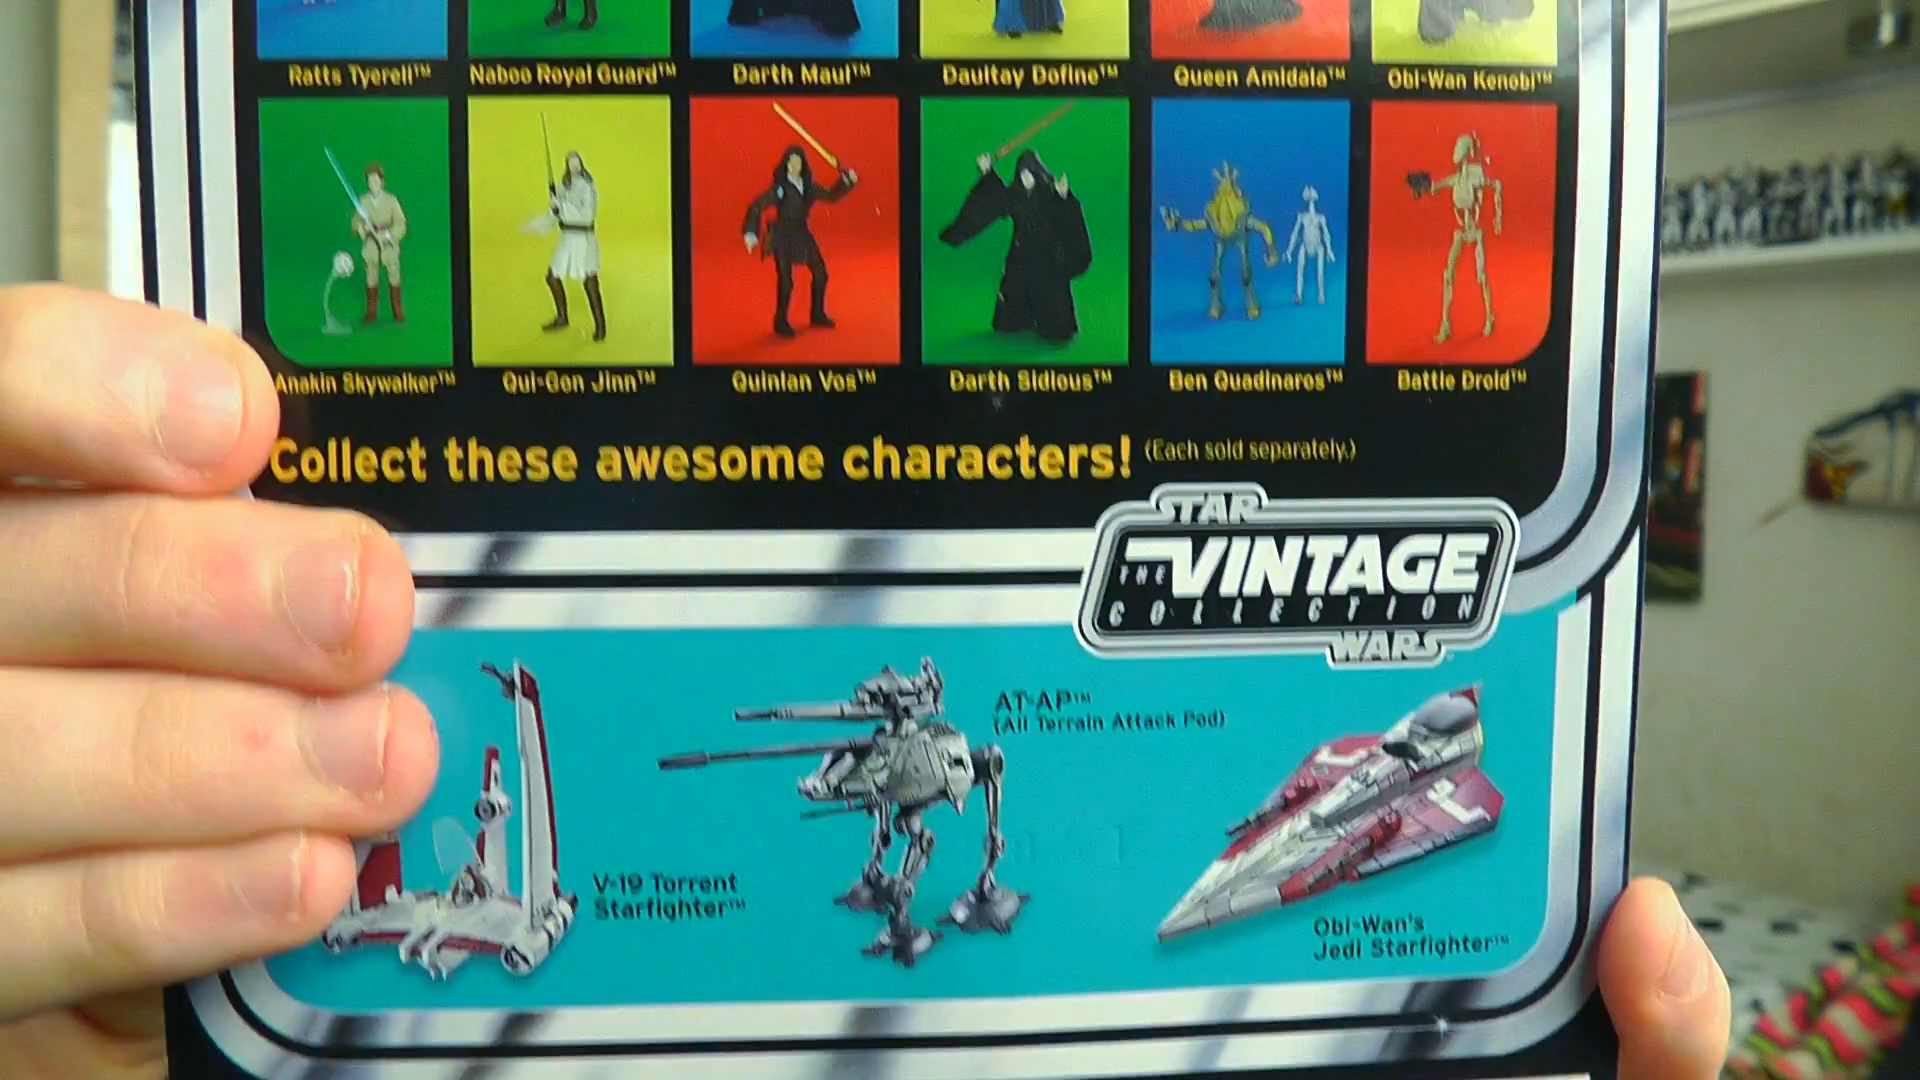 Ratts Tyerell™ Naboo Royal Guard™ Darth Maul™ Daultay Dofine™ Queen Amidala™ Obi-Wan Kenobi™
Anakin Skywalker™ Qui-Gon Jinn™ Quinlan Vos™ Darth Sidious™ Ben Quadinaros™ Battle Droid™
Collect these awesome characters! (Each sold separately.)
STAR
THE VINTAGE
COLLECTION
WARS
AT-AP™
(All Terrain Attack Pod)
V-19 Torrent
Starfighter™
Obi-Wan's
Jedi Starfighter™